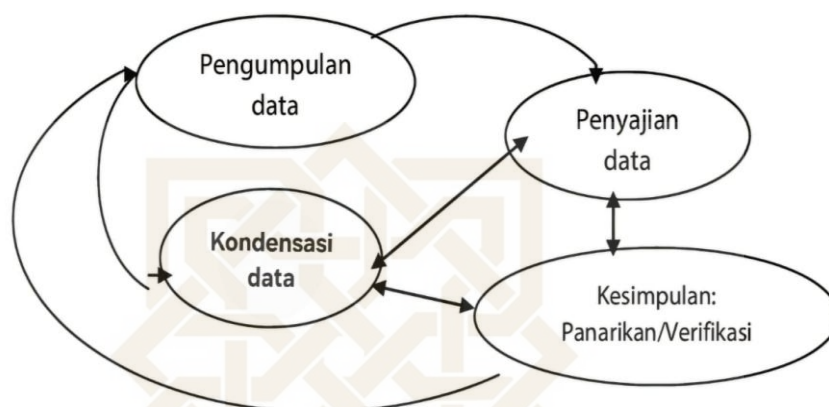 Pengumpulan
data
Penyajian
data
Kondensasi
data
Kesimpulan:
Panarikan/Verifikasi